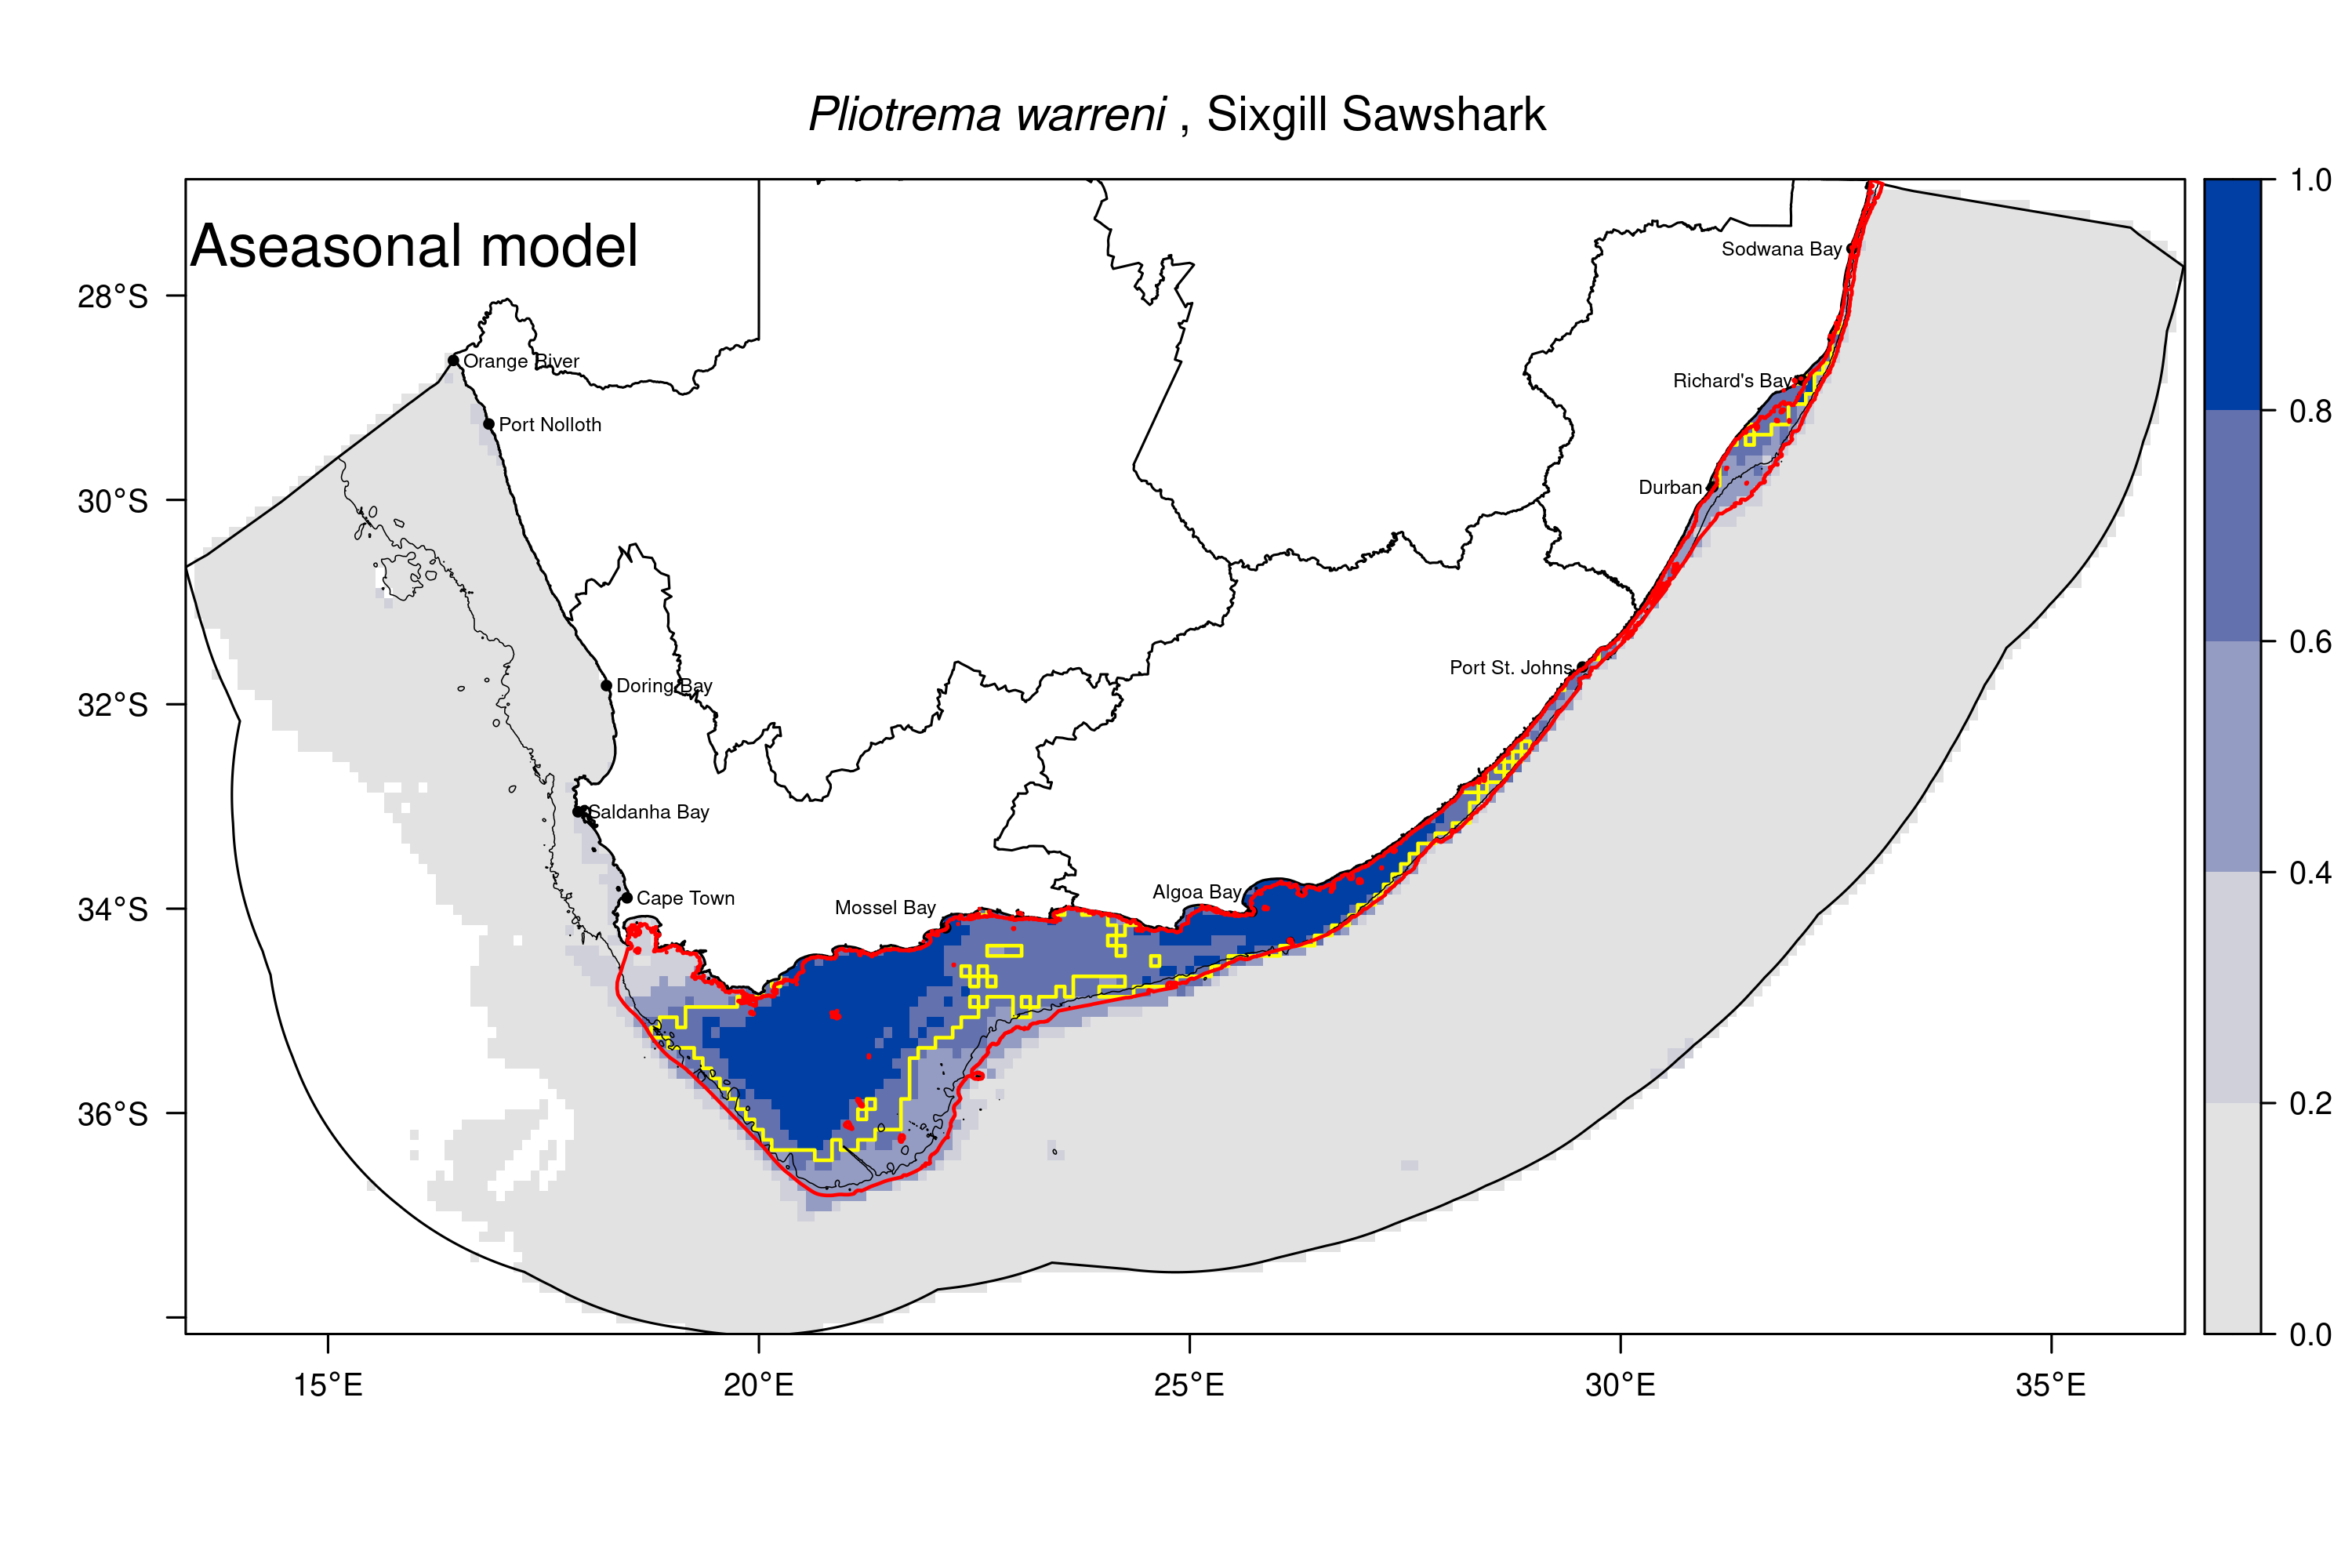 Pliotrema warreni , Sixgill Sawshark
Aseasonal model
1.0
Sodwana Bay
28°S
Orange River
Richard's Bay
0.8
Port Nolloth
Durban
30°S
0.6
Port St. Johns
Doring Bay
32°S
Saldanha Bay
0.4
Algoa Bay
Cape Town
Mossel Bay
34°S
0.2
36°S
0.0
15°E
20°E
25°E
30°E
35°E